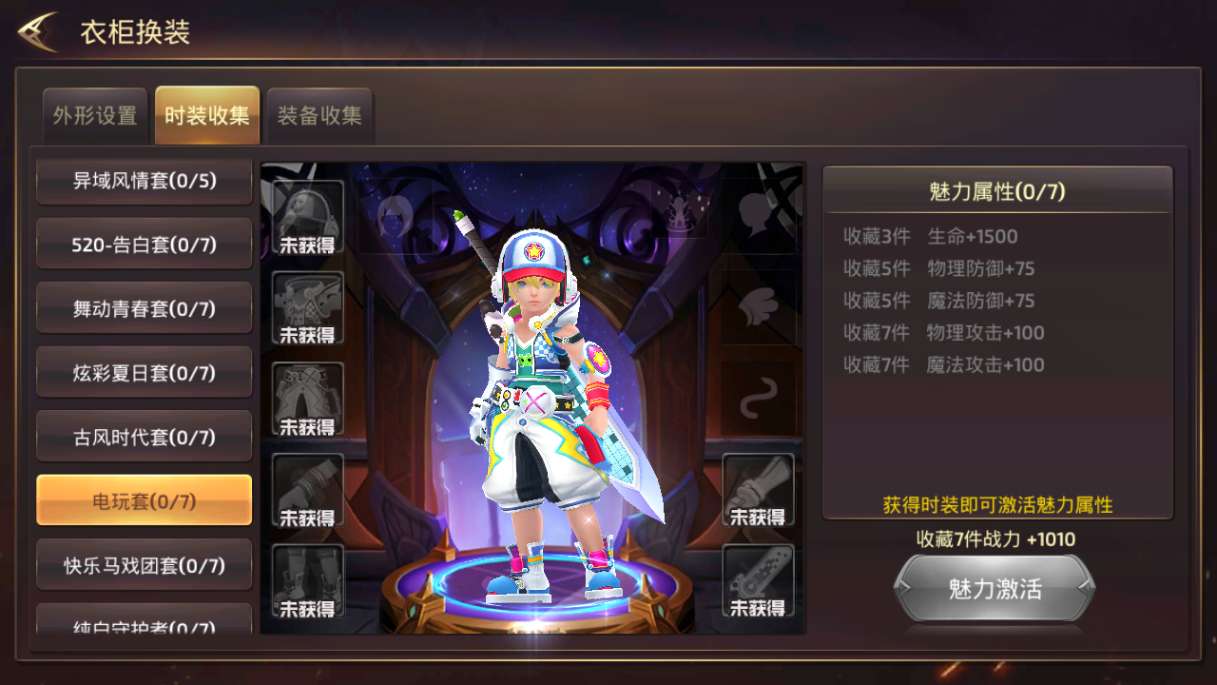 衣柜换装
外形设置
时装收集
装备收集
异域风情套(0/5)
520-告白套(0/7)
舞动青春套(0/7)
炫彩夏日套(0/7)
古风时代套(0/7)
电玩套(0/7)
快乐马戏团套(0/7)
纯白守护者(0/7)
未获得
未获得
未获得
未获得
未获得
未获得
未获得
魅力属性(0/7)
收藏3件 生命+1500
收藏5件 物理防御+75
收藏5件 魔法防御+75
收藏7件 物理攻击+100
收藏7件 魔法攻击+100
获得时装即可激活魅力属性
收藏7件战力 +1010
魅力激活